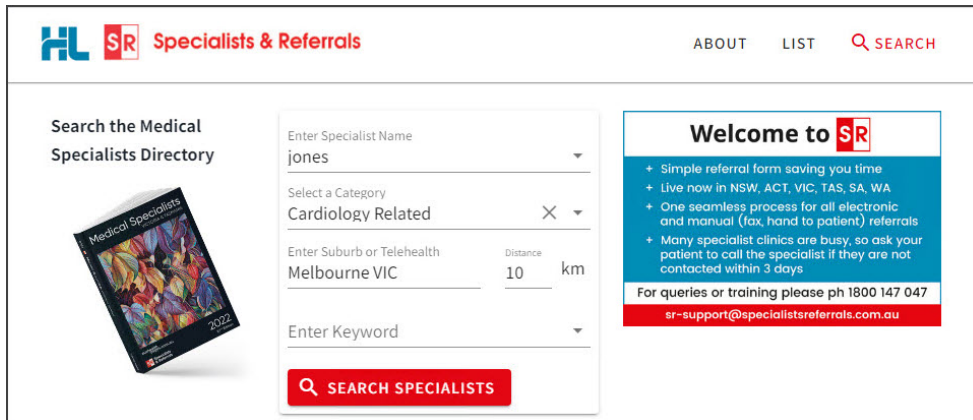 HL SR Specialists & Referrals
ABOUT LIST SEARCH
Search the Medical
Specialists Directory
Medical Specialists
2022
Enter Specialist Name
jones
Select a Category
Cardiology Related
Enter Suburb or Telehealth
Melbourne VIC
Distance
10 km
Enter Keyword
SEARCH SPECIALISTS
Welcome to SR
+ Simple referral form saving you time
+ Live now in NSW, ACT, VIC, TAS, SA, WA
+ One seamless process for all electronic
and manual (fax, hand to patient) referrals
+ Many specialist clinics are busy, so ask your
patient to call the specialist if they are not
contacted within 3 days
For queries or training please ph 1800 147 047
sr-support@specialistsreferrals.com.au